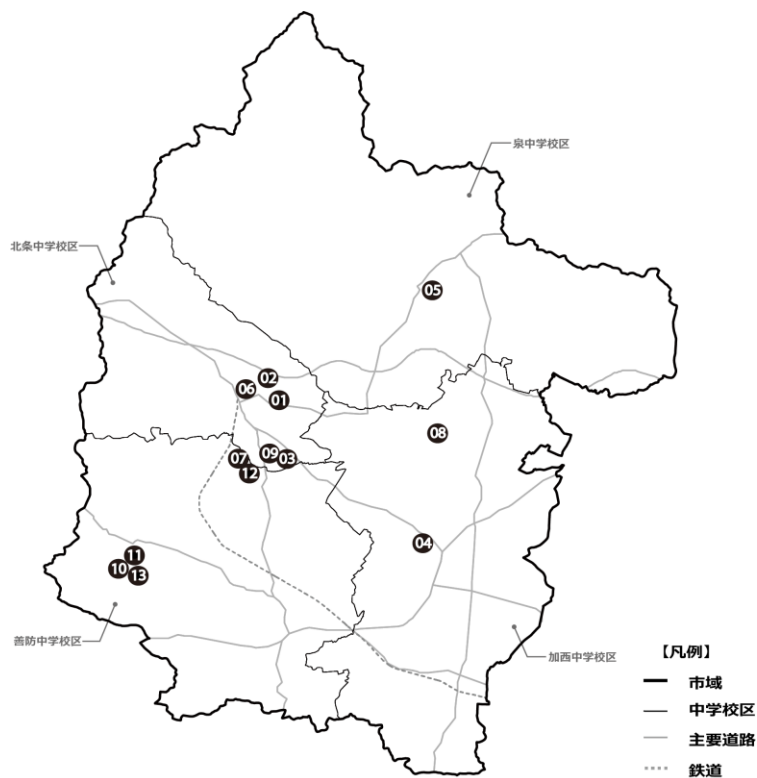 泉中学校区
北条中学校区
05
02
06
01
08
09
07
03
12
04
11
10
13
善防中学校区
加西中学校区
【凡例】
市域
中学校区
主要道路
鉄道